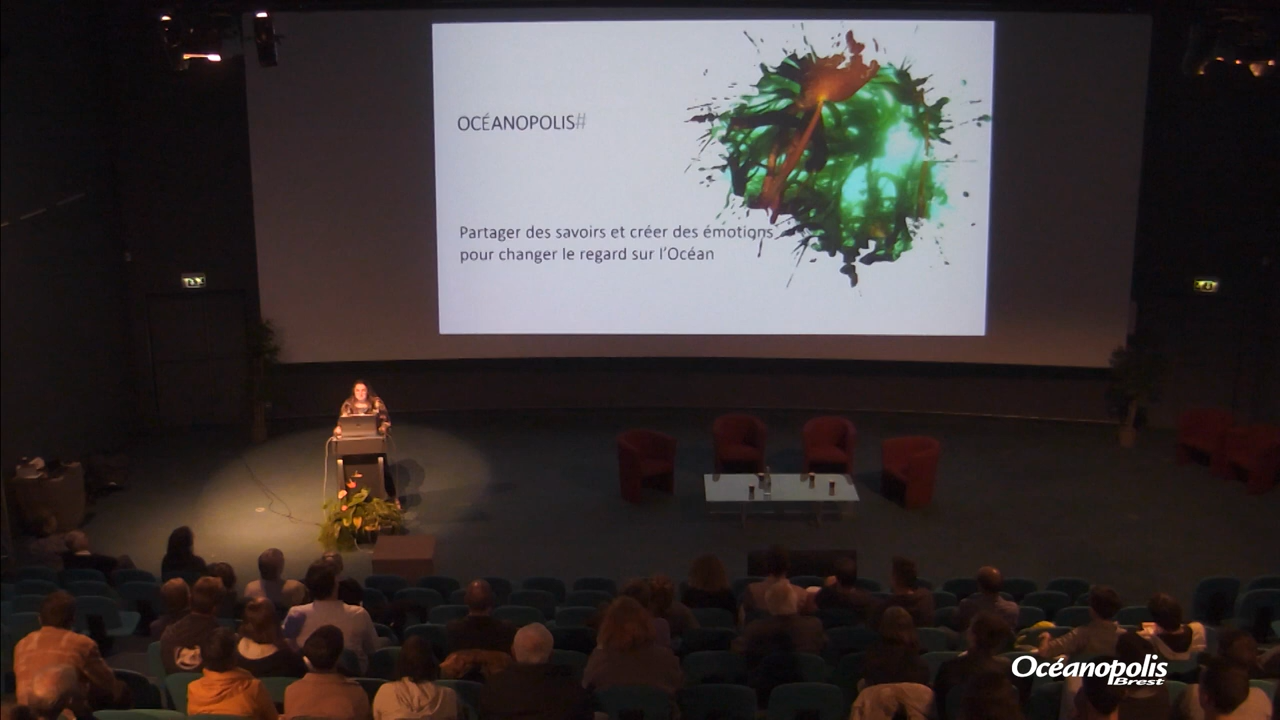 OCÉANOPOLIS#
Partager des savoirs et créer des émotions
pour changer le regard sur l'Océan
Océanopolis
Brest